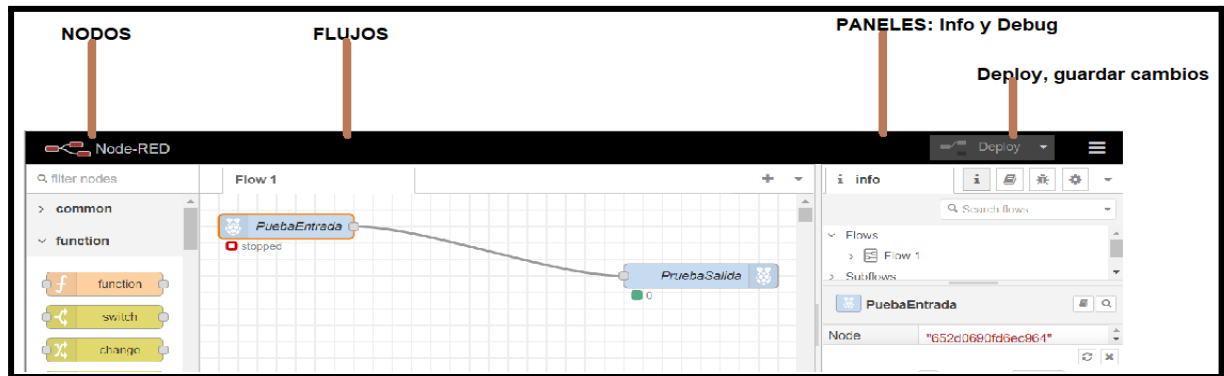 NODOS
FLUJOS
PANELES: Info y Debug
Deploy, guardar cambios
Node-RED
Deploy
filter nodes
Flow 1
i info
i
common
function
function
switch
change
PuebaEntrada
stopped
PruebaSalida
0
Search flows
Flows
Flow 1
Subflows
PuebaEntrada
Node
"652d0690fd6ec964"